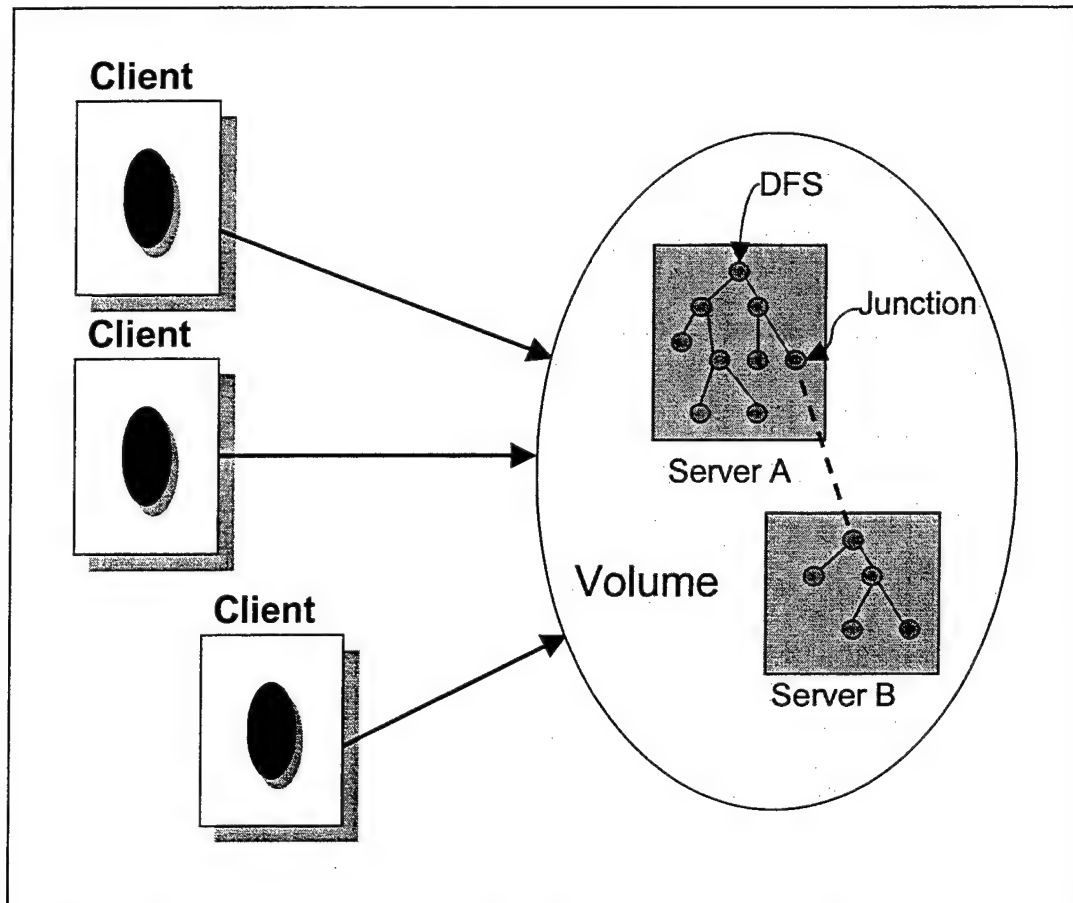 Client
Client
Client
DFS
Junction
Server A
Volume
Server B